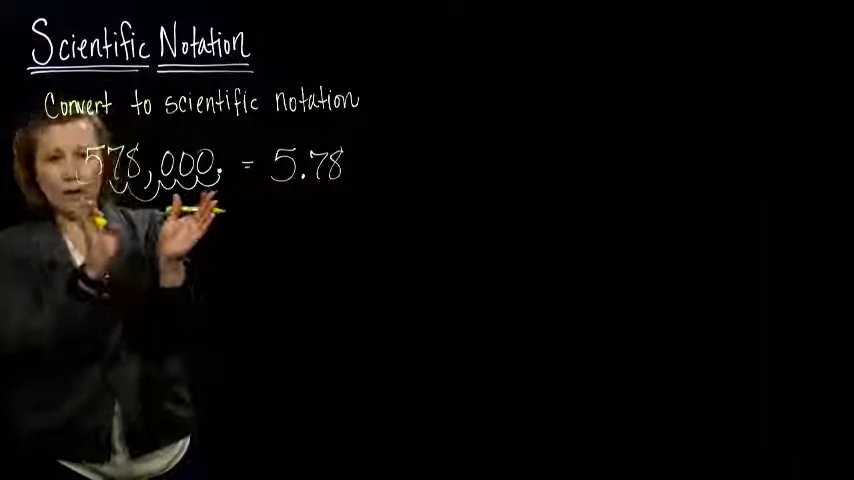 Scientific Notation
Convert to scientific notation
578,000. = 5.78